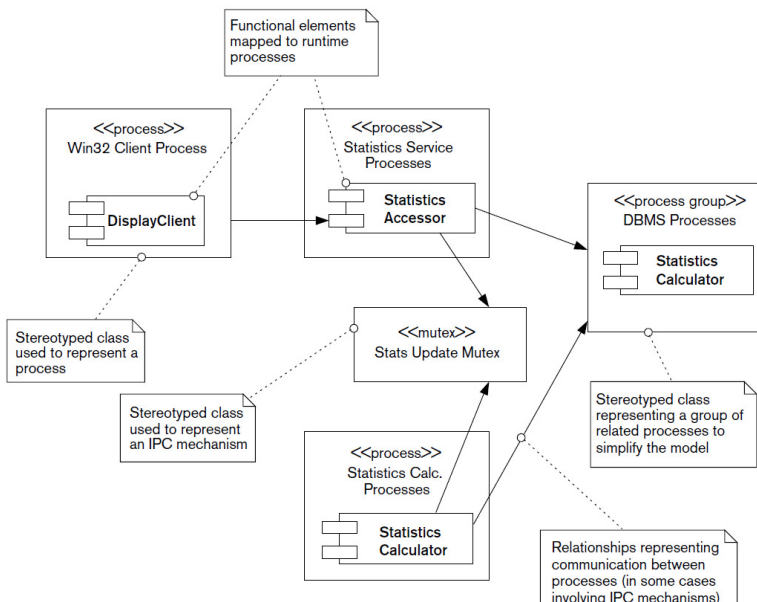 Functional elements
mapped to runtime
processes
<<process>>
Win32 Client Process
DisplayClient
<<process>>
Statistics Service
Processes
Statistics
Accessor
<<process group>>
DBMS Processes
Statistics
Calculator
Stereotyped class
used to represent a
process
<<mutex>>
Stats Update Mutex
Stereotyped class
used to represent
an IPC mechanism
Stereotyped class
representing a group of
related processes to
simplify the model
<<process>>
Statistics Calc.
Processes
Statistics
Calculator
Relationships representing
communication between
processes (in some cases
involving IPC mechanisms)